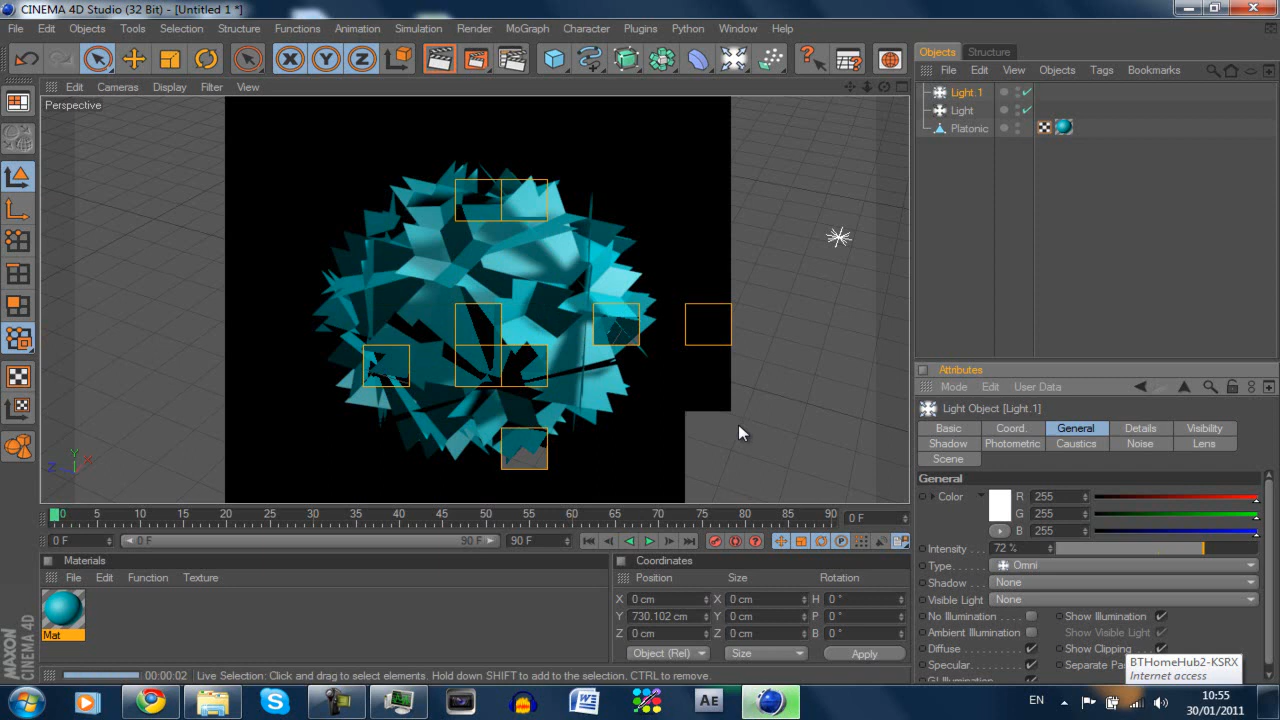 CINEMA 4D Studio (32 Bit) - [Untitled 1 *]
File Edit Objects Tools Selection Structure Functions Animation Simulation Render MoGraph Character Plugins Python Window Help
X Y Z
Objects Structure
File Edit View Objects Tags Bookmarks
Edit Cameras Display Filter View
Perspective
Light.1
Light
Platonic
Y
X
Z
Attributes
Mode Edit User Data
Light Object [Light.1]
Basic Coord. General Details Visibility
Shadow Photometric Caustics Noise Lens
Scene
General
Color R 255
G 255
B 255
Intensity 72 %
Type Omni
Shadow None
Visible Light None
No Illumination Show Illumination
Ambient Illumination Show Visible Light
Diffuse Show Clipping
Specular Separate Pa
GI Illumination
0 5 10 15 20 25 30 35 40 45 50 55 60 65 70 75 80 85 90 0 F
0 F 0 F 90 F 90 F
Materials
File Edit Function Texture
Mat
Coordinates
Position Size Rotation
X 0 cm X 0 cm H 0 °
Y 730.102 cm Y 0 cm P 0 °
Z 0 cm Z 0 cm B 0 °
Object (Rel) Size Apply
MAXON
CINEMA 4D
00:00:02 Live Selection: Click and drag to select elements. Hold down SHIFT to add to the selection, CTRL to remove.
BTHomeHub2-KSRX
Internet access
AE
EN
10:55
30/01/2011